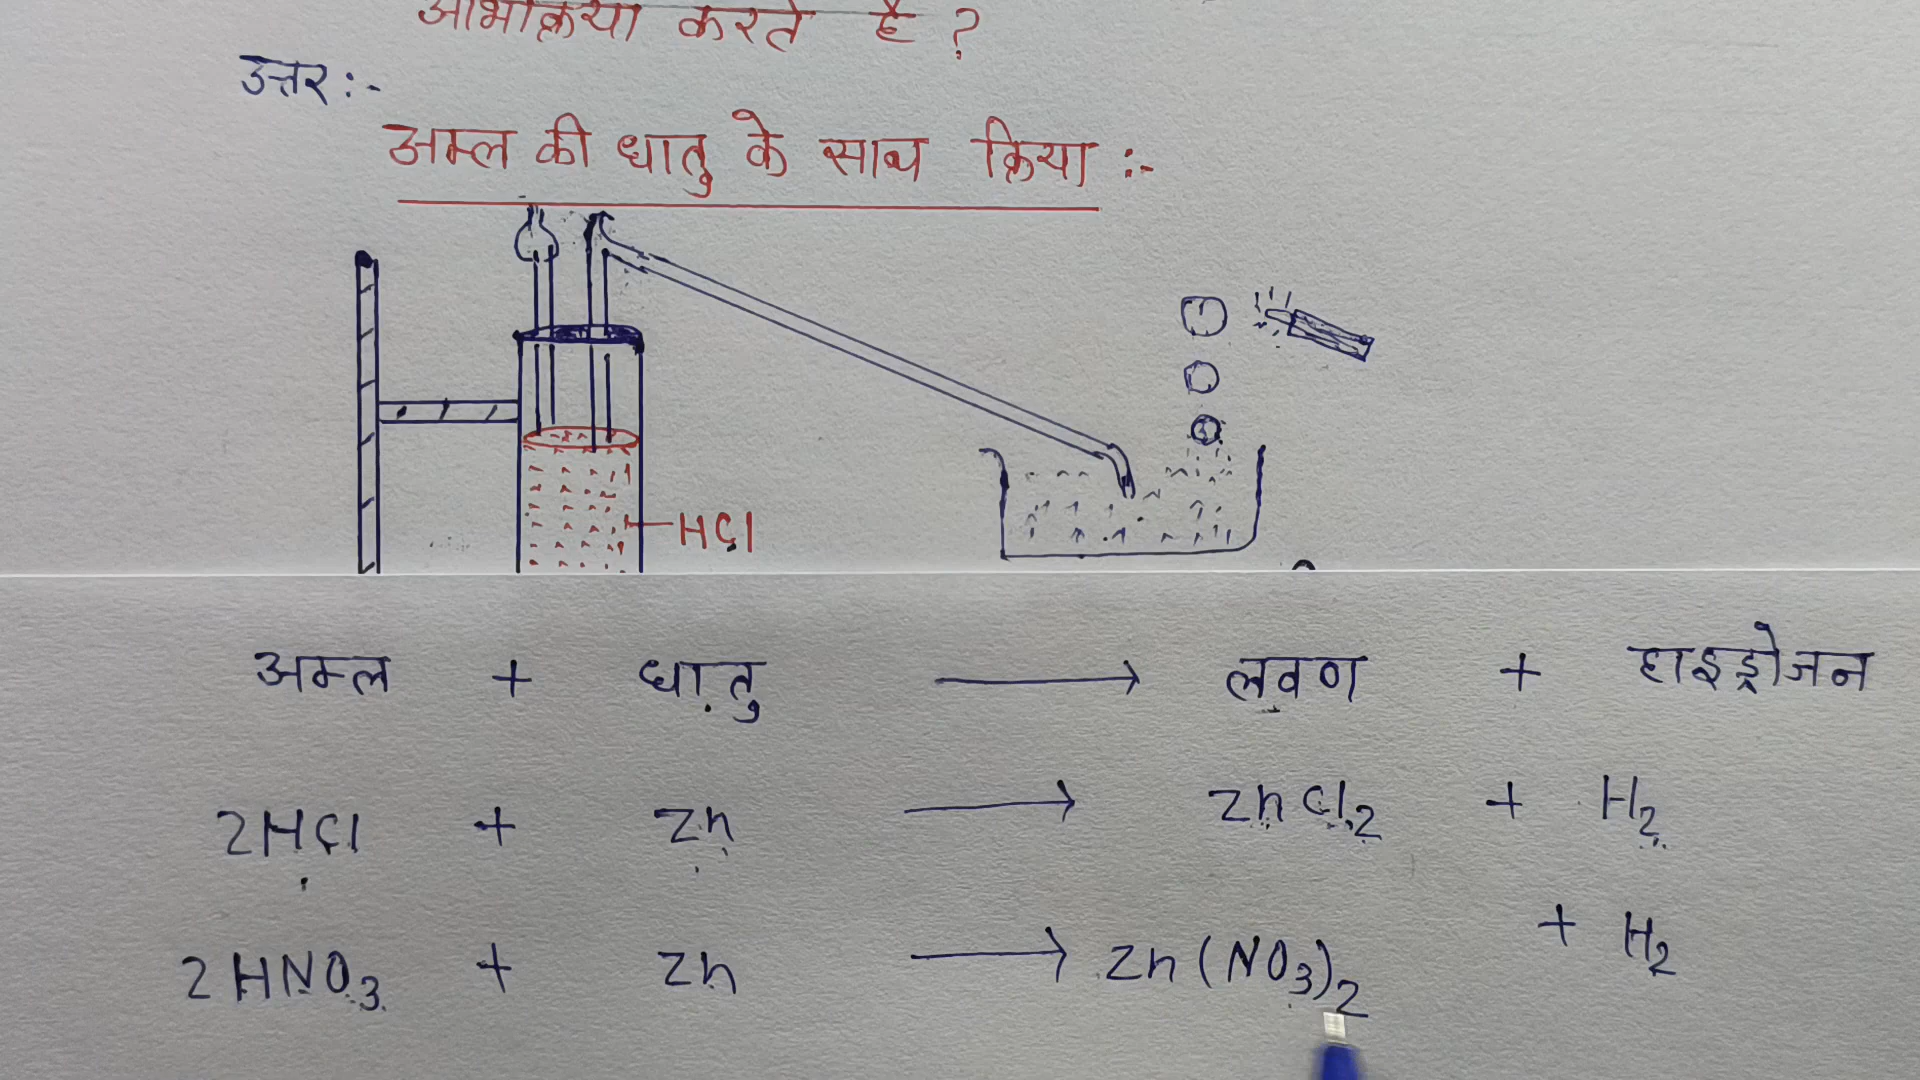 अभिक्रिया करते है ?
उत्तर :-
अम्ल की धातु के साथ क्रिया :-
HCl
अम्ल + धातु → लवण + हाइड्रोजन
2HCl + Zn → ZnCl₂ + H₂
2HNO₃ + Zn → Zn(NO₃)₂ + H₂